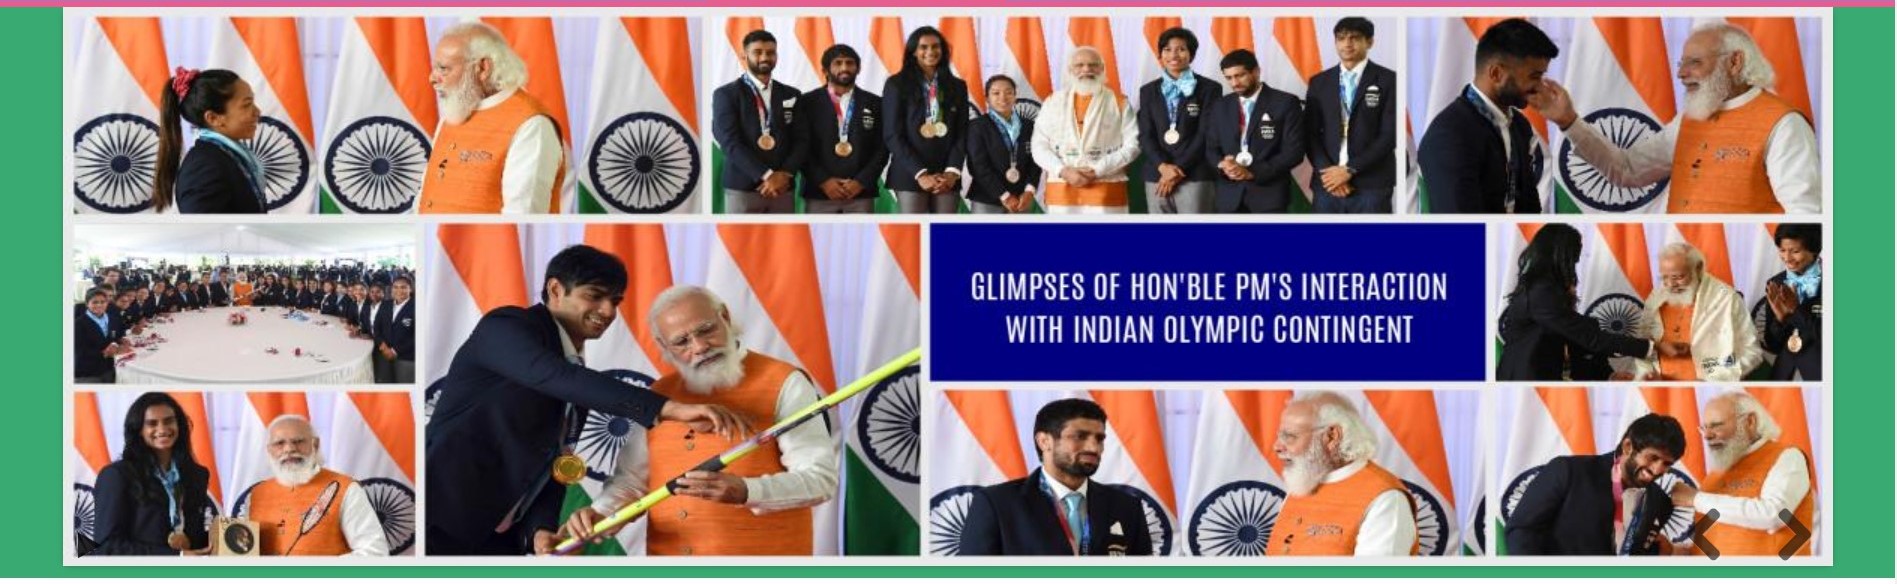 GLIMPSES OF HON'BLE PM'S INTERACTION
WITH INDIAN OLYMPIC CONTINGENT